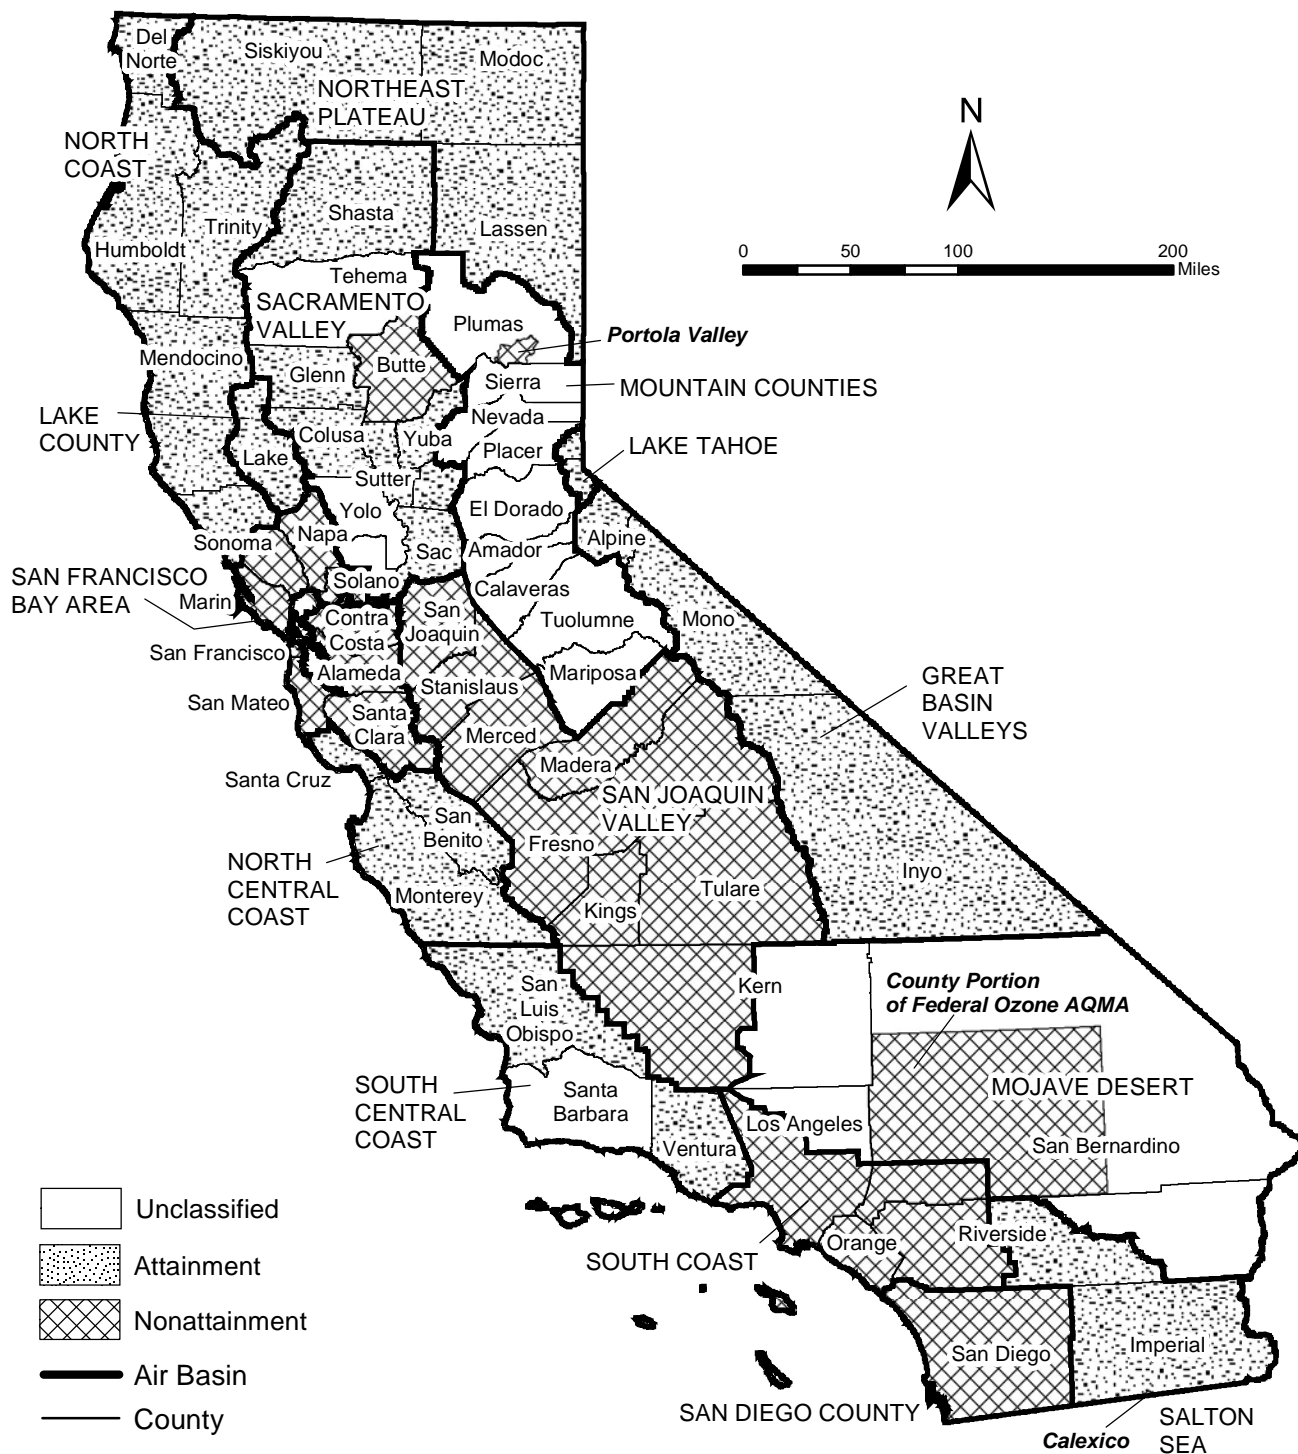 Del
Norte
Siskiyou
Modoc
NORTHEAST
PLATEAU
N
NORTH
COAST
Shasta
Trinity
Lassen
Humboldt
0
50
100
200
Miles
Tehema
SACRAMENTO
VALLEY
Plumas
Portola Valley
Mendocino
Butte
Glenn
Sierra
MOUNTAIN COUNTIES
LAKE
COUNTY
Nevada
Colusa
Yuba
Placer
LAKE TAHOE
Lake
Sutter
Yolo
El Dorado
Napa
Sonoma
Sac
Amador
Alpine
SAN FRANCISCO
BAY AREA
Solano
Marin
Calaveras
Contra
Costa
San
Joaquin
Tuolumne
Mono
San Francisco
Alameda
Mariposa
GREAT
BASIN
VALLEYS
Stanislaus
San Mateo
Santa
Clara
Merced
Madera
Santa Cruz
SAN JOAQUIN
VALLEY
San
Benito
Fresno
NORTH
CENTRAL
COAST
Inyo
Monterey
Tulare
Kings
San
Luis
Obispo
Kern
County Portion
of Federal Ozone AQMA
SOUTH
CENTRAL
COAST
Santa
Barbara
MOJAVE DESERT
Los Angeles
San Bernardino
Ventura
Unclassified
Riverside
Orange
SOUTH COAST
Attainment
Nonattainment
San Diego
Imperial
Air Basin
County
SAN DIEGO COUNTY
Calexico
SALTON
SEA